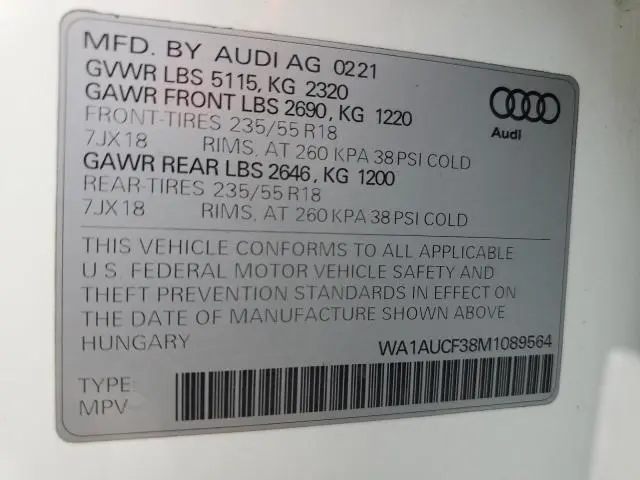 MFD. BY AUDI AG 0221
GVWR LBS 5115, KG 2320
GAWR FRONT LBS 2690, KG 1220
FRONT-TIRES 235/55 R18
7JX18 RIMS, AT 260 KPA 38 PSI COLD
GAWR REAR LBS 2646, KG 1200
REAR-TIRES 235/55 R18
7JX18 RIMS, AT 260 KPA 38 PSI COLD
Audi
THIS VEHICLE CONFORMS TO ALL APPLICABLE
U.S. FEDERAL MOTOR VEHICLE SAFETY AND
THEFT PREVENTION STANDARDS IN EFFECT ON
THE DATE OF MANUFACTURE SHOWN ABOVE
HUNGARY WA1AUCF38M1089564
TYPE:
MPV